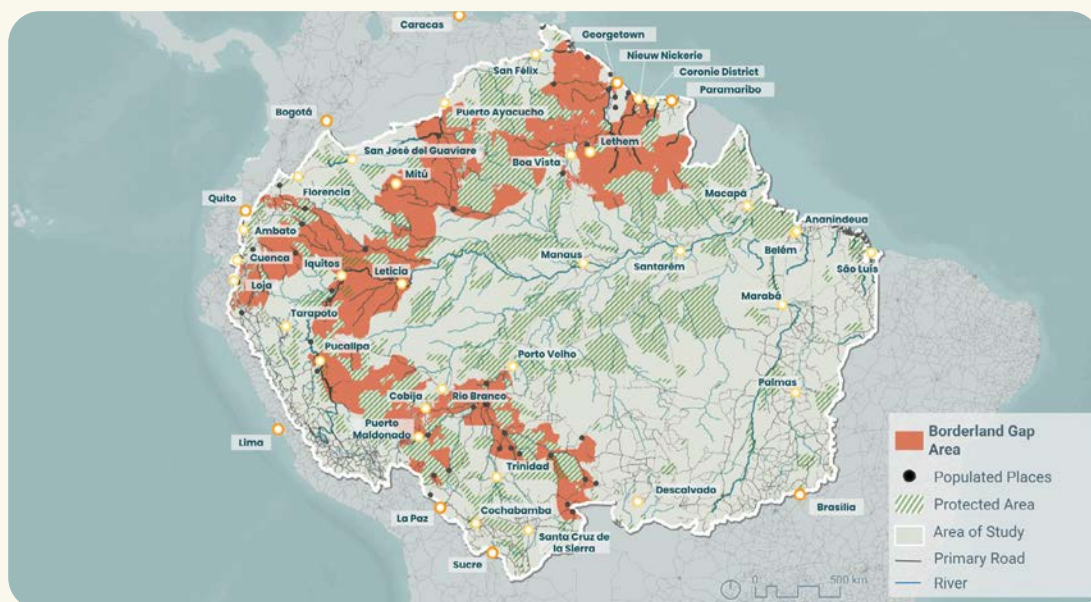 Caracas
Georgetown
Nieuw Nickerie
San Félix
Coronie District
Paramaribo
Bogotá
Puerto Ayacucho
San José del Guaviare
Lethem
Boa Vista
Mitú
Quito
Florencia
Macapá
Ambato
Ananindeua
Cuenca
Iquitos
Leticia
Manaus
Santarém
Belém
São Luís
Loja
Marabá
Tarapoto
Pucallpa
Porto Velho
Cobija
Rio Branco
Palmas
Lima
Puerto
Maldonado
Trinidad
Descalvado
Brasilia
La Paz
Cochabamba
Santa Cruz de
la Sierra
Sucre
Borderland Gap
Area
Populated Places
Protected Area
Area of Study
Primary Road
River
0 500 km